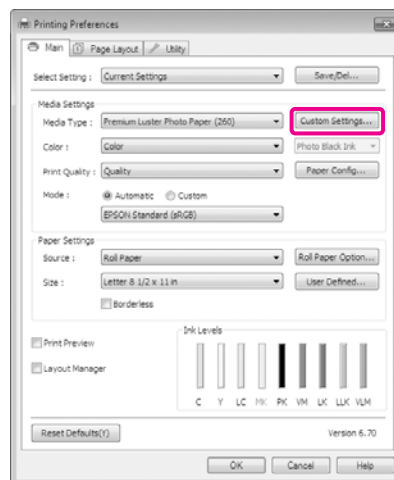 Printing Preferences
Main Page Layout Utility
Select Setting : Current Settings Save/Del...
Media Settings
Media Type : Premium Luster Photo Paper (260) Custom Settings...
Color : Color Photo Black Ink
Print Quality : Quality Paper Config...
Mode : Automatic Custom
EPSON Standard (sRGB)
Paper Settings
Source : Roll Paper Roll Paper Option...
Size : Letter 8 1/2 x 11 in User Defined...
Borderless
Print Preview
Layout Manager
Ink Levels
C Y LC MK PK VM LK LLK VLM
Reset Defaults(Y) Version 6.70
OK Cancel Help